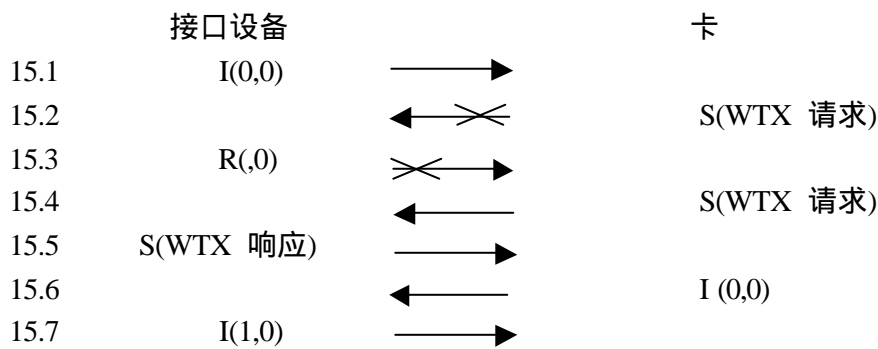 接口设备 卡
15.1 I(0,0)
15.2 S(WTX 请求)
15.3 R(,0)
15.4 S(WTX 请求)
15.5 S(WTX 响应)
15.6 I (0,0)
15.7 I(1,0)